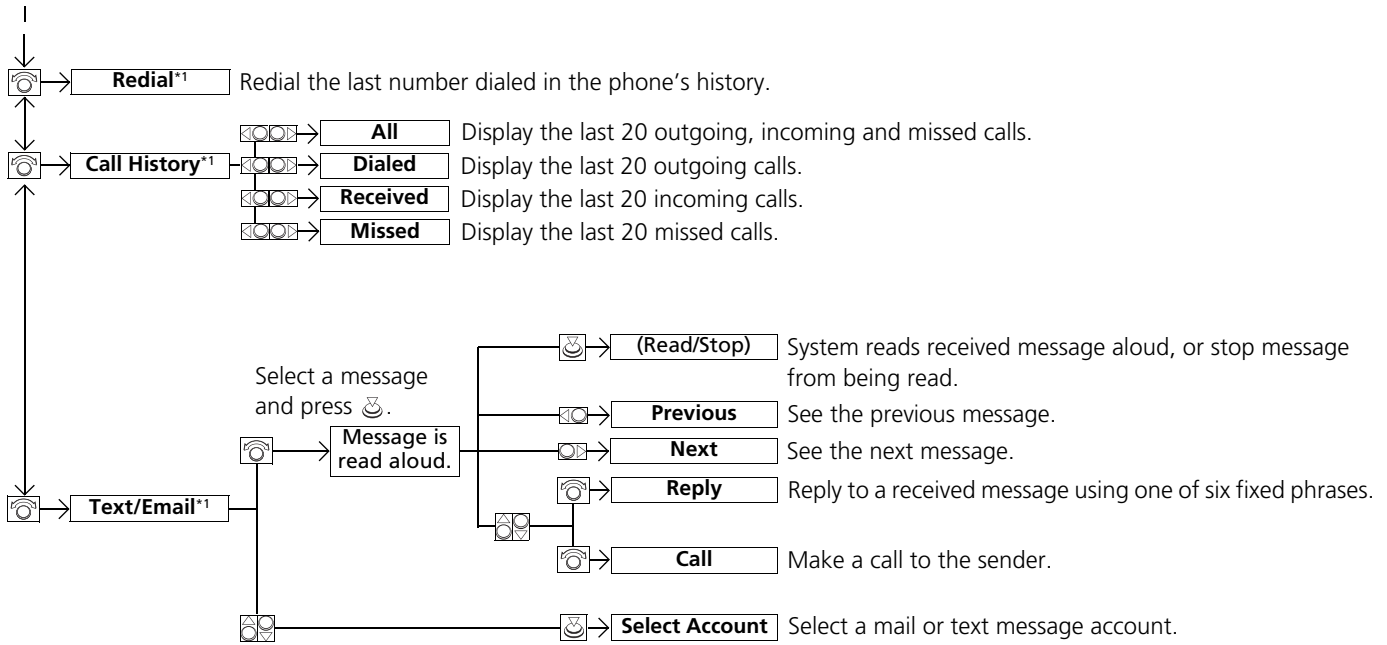 Redial*1 Redial the last number dialed in the phone's history.
Call History*1
All Display the last 20 outgoing, incoming and missed calls.
Dialed Display the last 20 outgoing calls.
Received Display the last 20 incoming calls.
Missed Display the last 20 missed calls.
Text/Email*1
Select a message
and press .
Message is
read aloud.
(Read/Stop) System reads received message aloud, or stop message
from being read.
Previous See the previous message.
Next See the next message.
Reply Reply to a received message using one of six fixed phrases.
Call Make a call to the sender.
Select Account Select a mail or text message account.